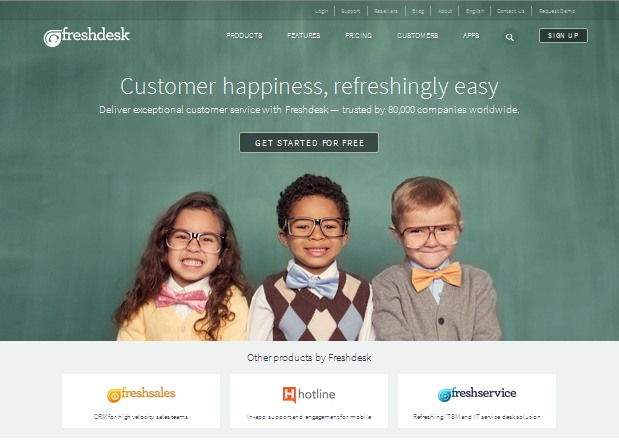 Login Support Resellers Blog About English Contact Us Request Demo
freshdesk PRODUCTS FEATURES PRICING CUSTOMERS APPS SIGN UP
Customer happiness, refreshingly easy
Deliver exceptional customer service with Freshdesk — trusted by 80,000 companies worldwide.
GET STARTED FOR FREE
Other products by Freshdesk
freshsales
CRM for high velocity sales teams
H hotline
In-app support and engagement for mobile
freshservice
Refreshing ITSM and IT service desk solution